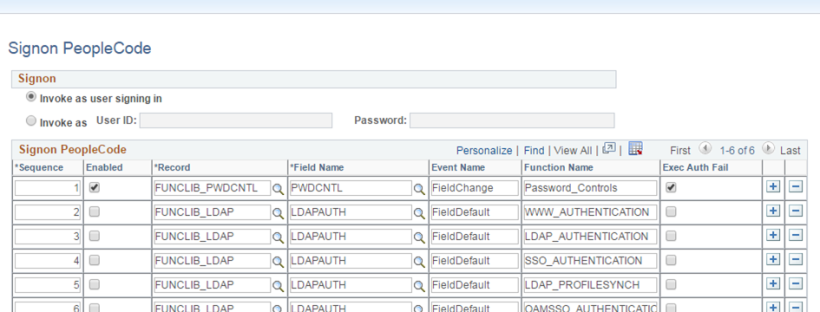 Signon PeopleCode
Signon
Invoke as user signing in
Invoke as User ID: Password:
Signon PeopleCode Personalize | Find | View All | First 1-6 of 6 Last
*Sequence Enabled *Record *Field Name Event Name Function Name Exec Auth Fail
1 FUNCLIB_PWDCNTL PWDCNTL FieldChange Password_Controls
2 FUNCLIB_LDAP LDAPAUTH FieldDefault WWW_AUTHENTICATION
3 FUNCLIB_LDAP LDAPAUTH FieldDefault LDAP_AUTHENTICATION
4 FUNCLIB_LDAP LDAPAUTH FieldDefault SSO_AUTHENTICATION
5 FUNCLIB_LDAP LDAPAUTH FieldDefault LDAP_PROFILESYNCH
6 FUNCLIB_LDAP LDAPAUTH FieldDefault OAMSSO_AUTHENTICATIC